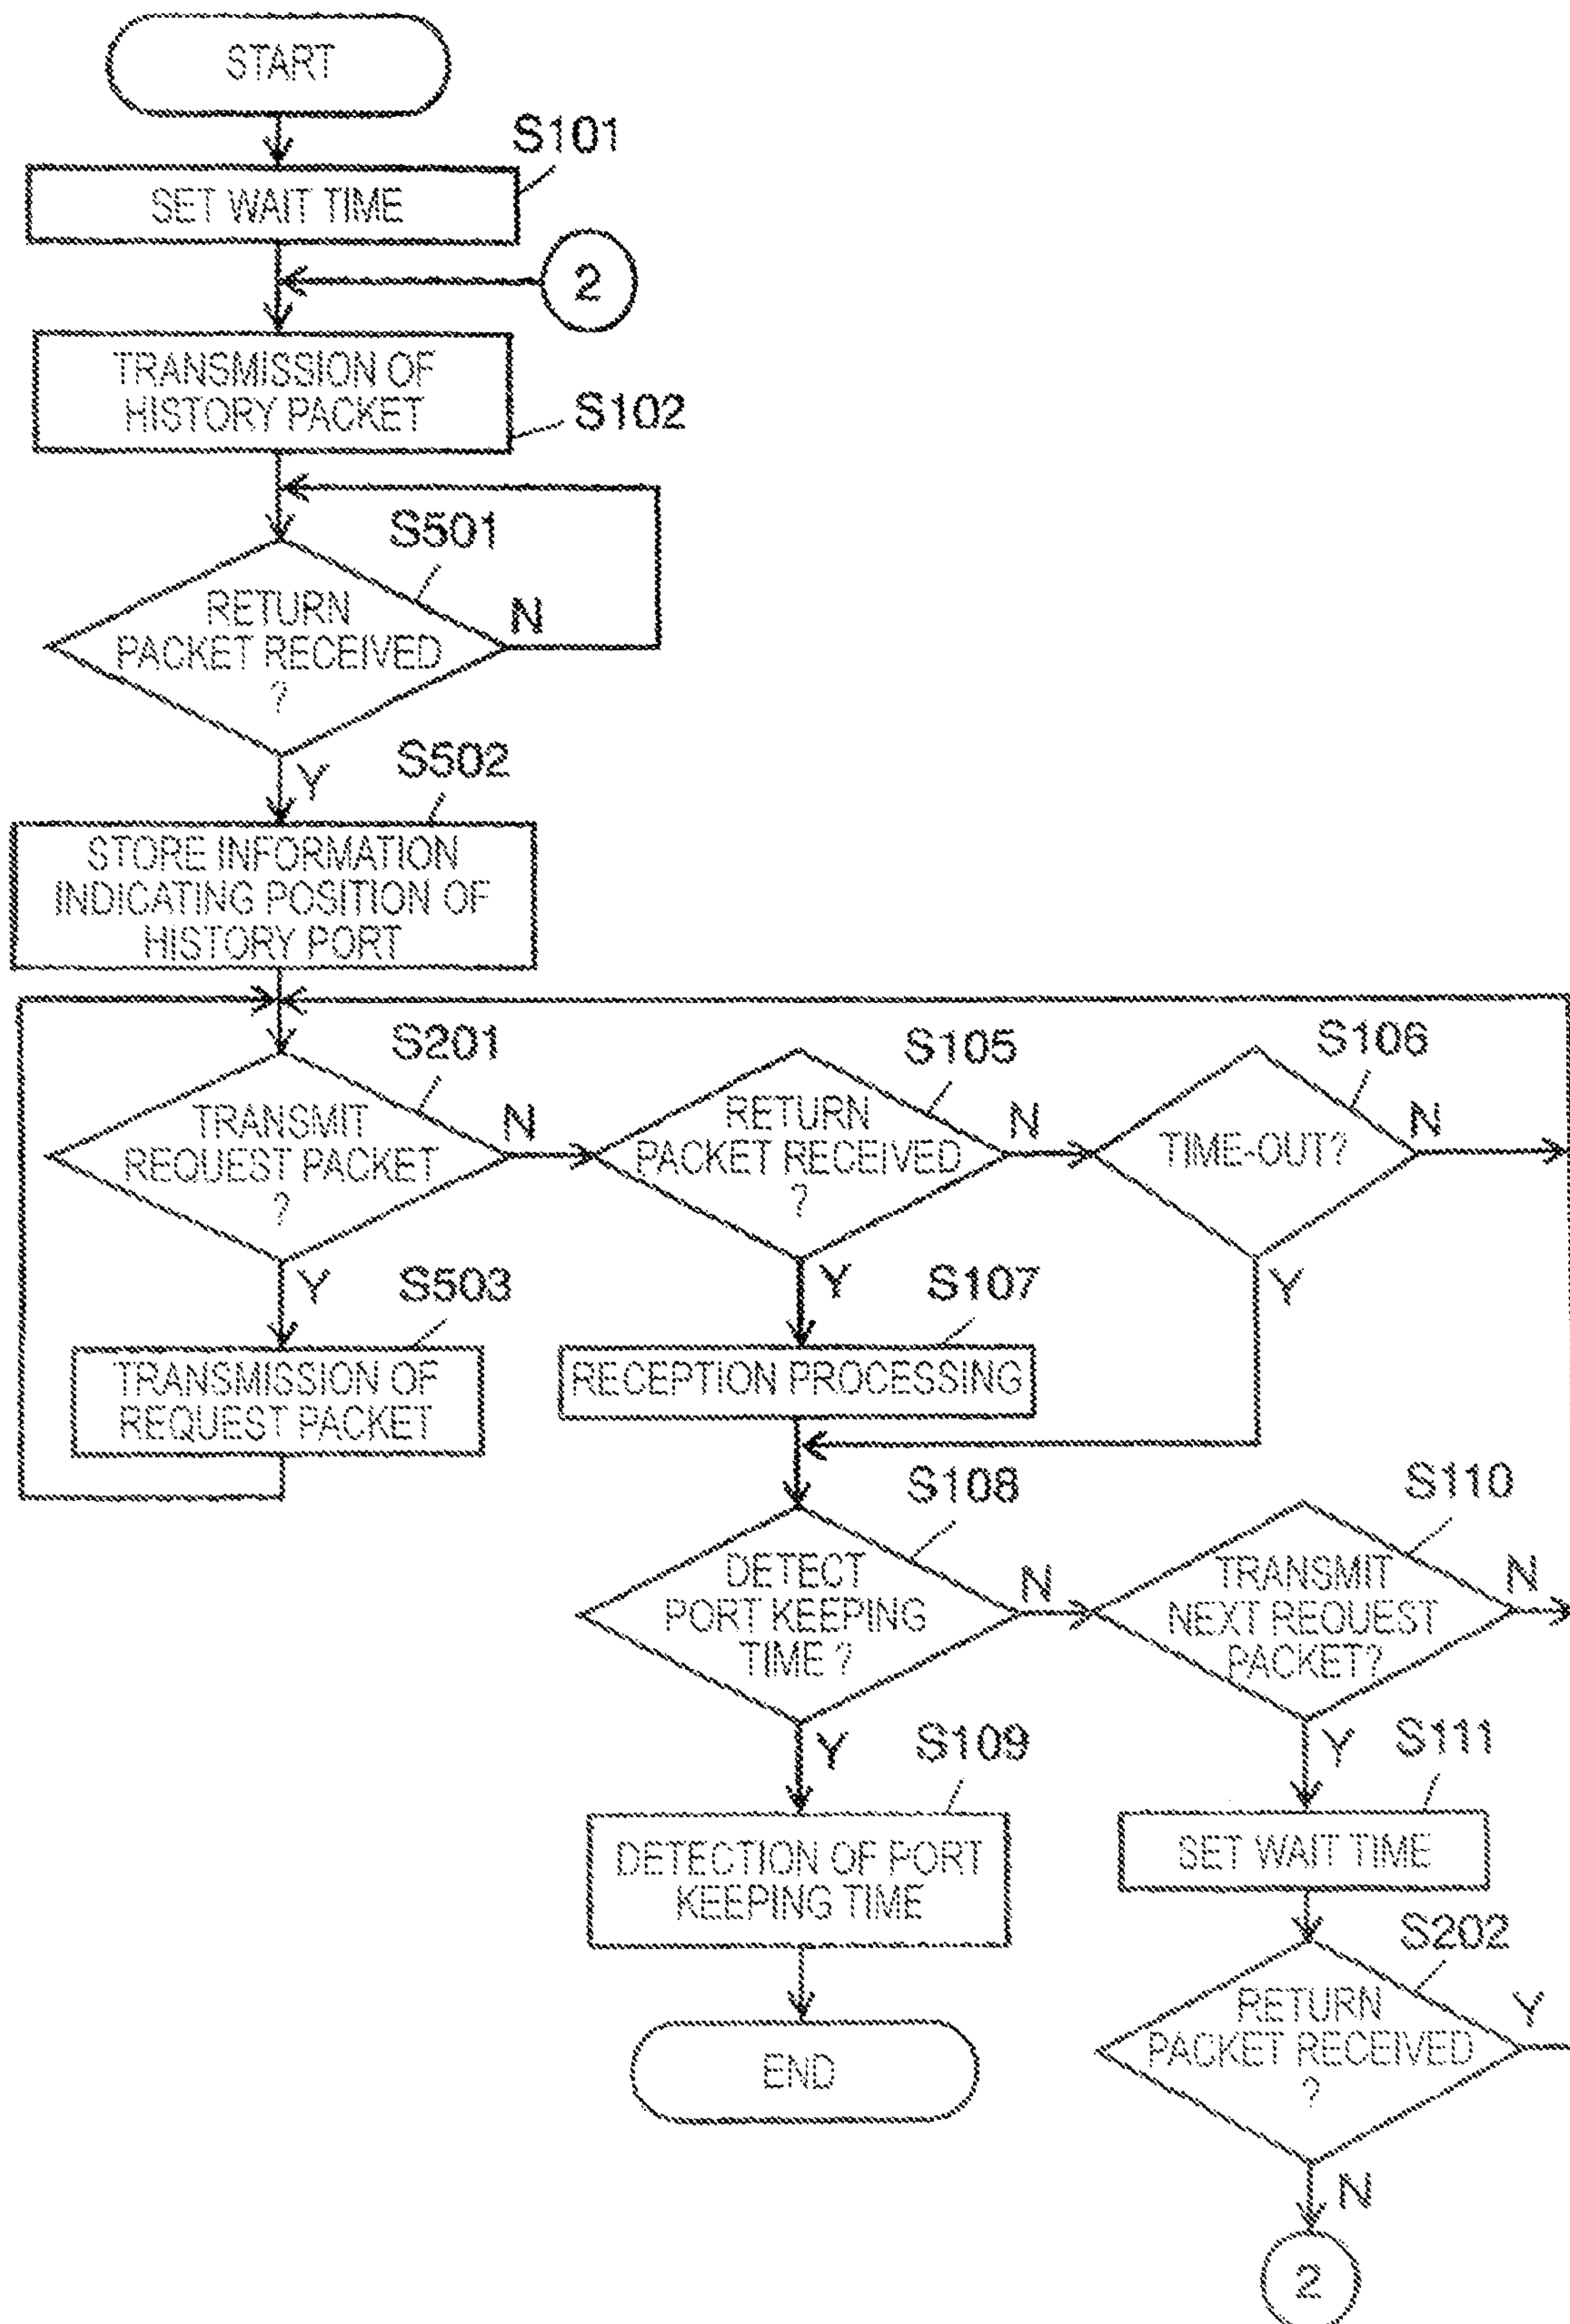 START
S101
SET WAIT TIME
2
TRANSMISSION OF
HISTORY PACKET
S102
S501
RETURN
PACKET RECEIVED
?
N
Y
S502
STORE INFORMATION
INDICATING POSITION OF
HISTORY PORT
S201
TRANSMIT
REQUEST PACKET
?
N
Y
S105
RETURN
PACKET RECEIVED
?
N
Y
S106
TIME-OUT?
N
Y
S503
TRANSMISSION OF
REQUEST PACKET
S107
RECEPTION PROCESSING
S108
DETECT
PORT KEEPING
TIME ?
N
Y
S110
TRANSMIT
NEXT REQUEST
PACKET?
N
Y
S109
DETECTION OF PORT
KEEPING TIME
S111
SET WAIT TIME
END
S202
RETURN
PACKET RECEIVED
?
Y
N
2